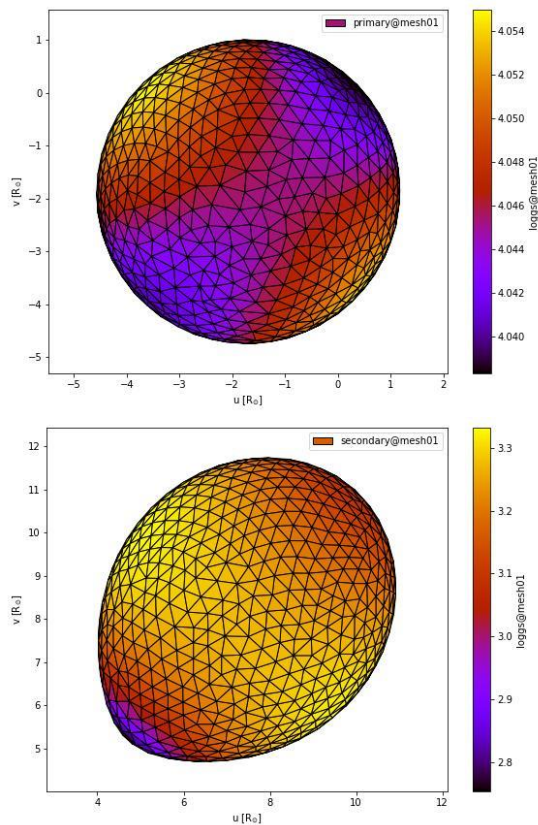 primary@mesh01
1
0
−1
−2
−3
−4
−5
v [R⊙]
−5 −4 −3 −2 −1 0 1 2
u [R⊙]
4.054
4.052
4.050
4.048
4.046
4.044
4.042
4.040
loggs@mesh01
secondary@mesh01
12
11
10
9
8
7
6
5
v [R⊙]
4 6 8 10 12
u [R⊙]
3.3
3.2
3.1
3.0
2.9
2.8
loggs@mesh01